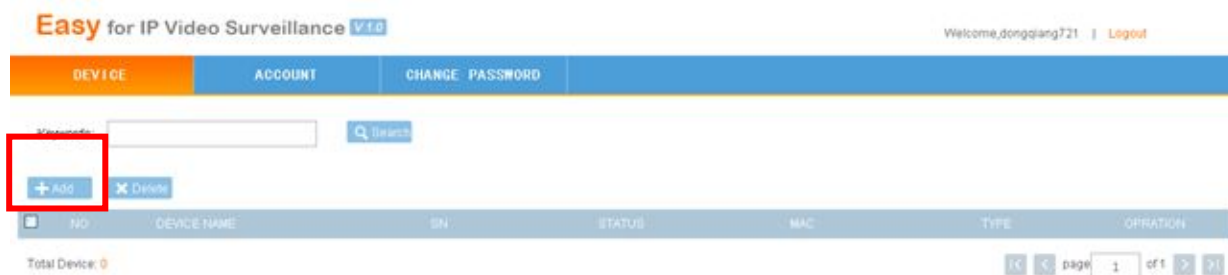 Easy for IP Video Surveillance V1.0
Welcome,dongqiang721 | Logout
DEVICE ACCOUNT CHANGE PASSWORD
Keywords: Search
Add Delete
NO DEVICE NAME SN STATUS MAC TYPE OPRATION
Total Device: 0 page 1 of 1